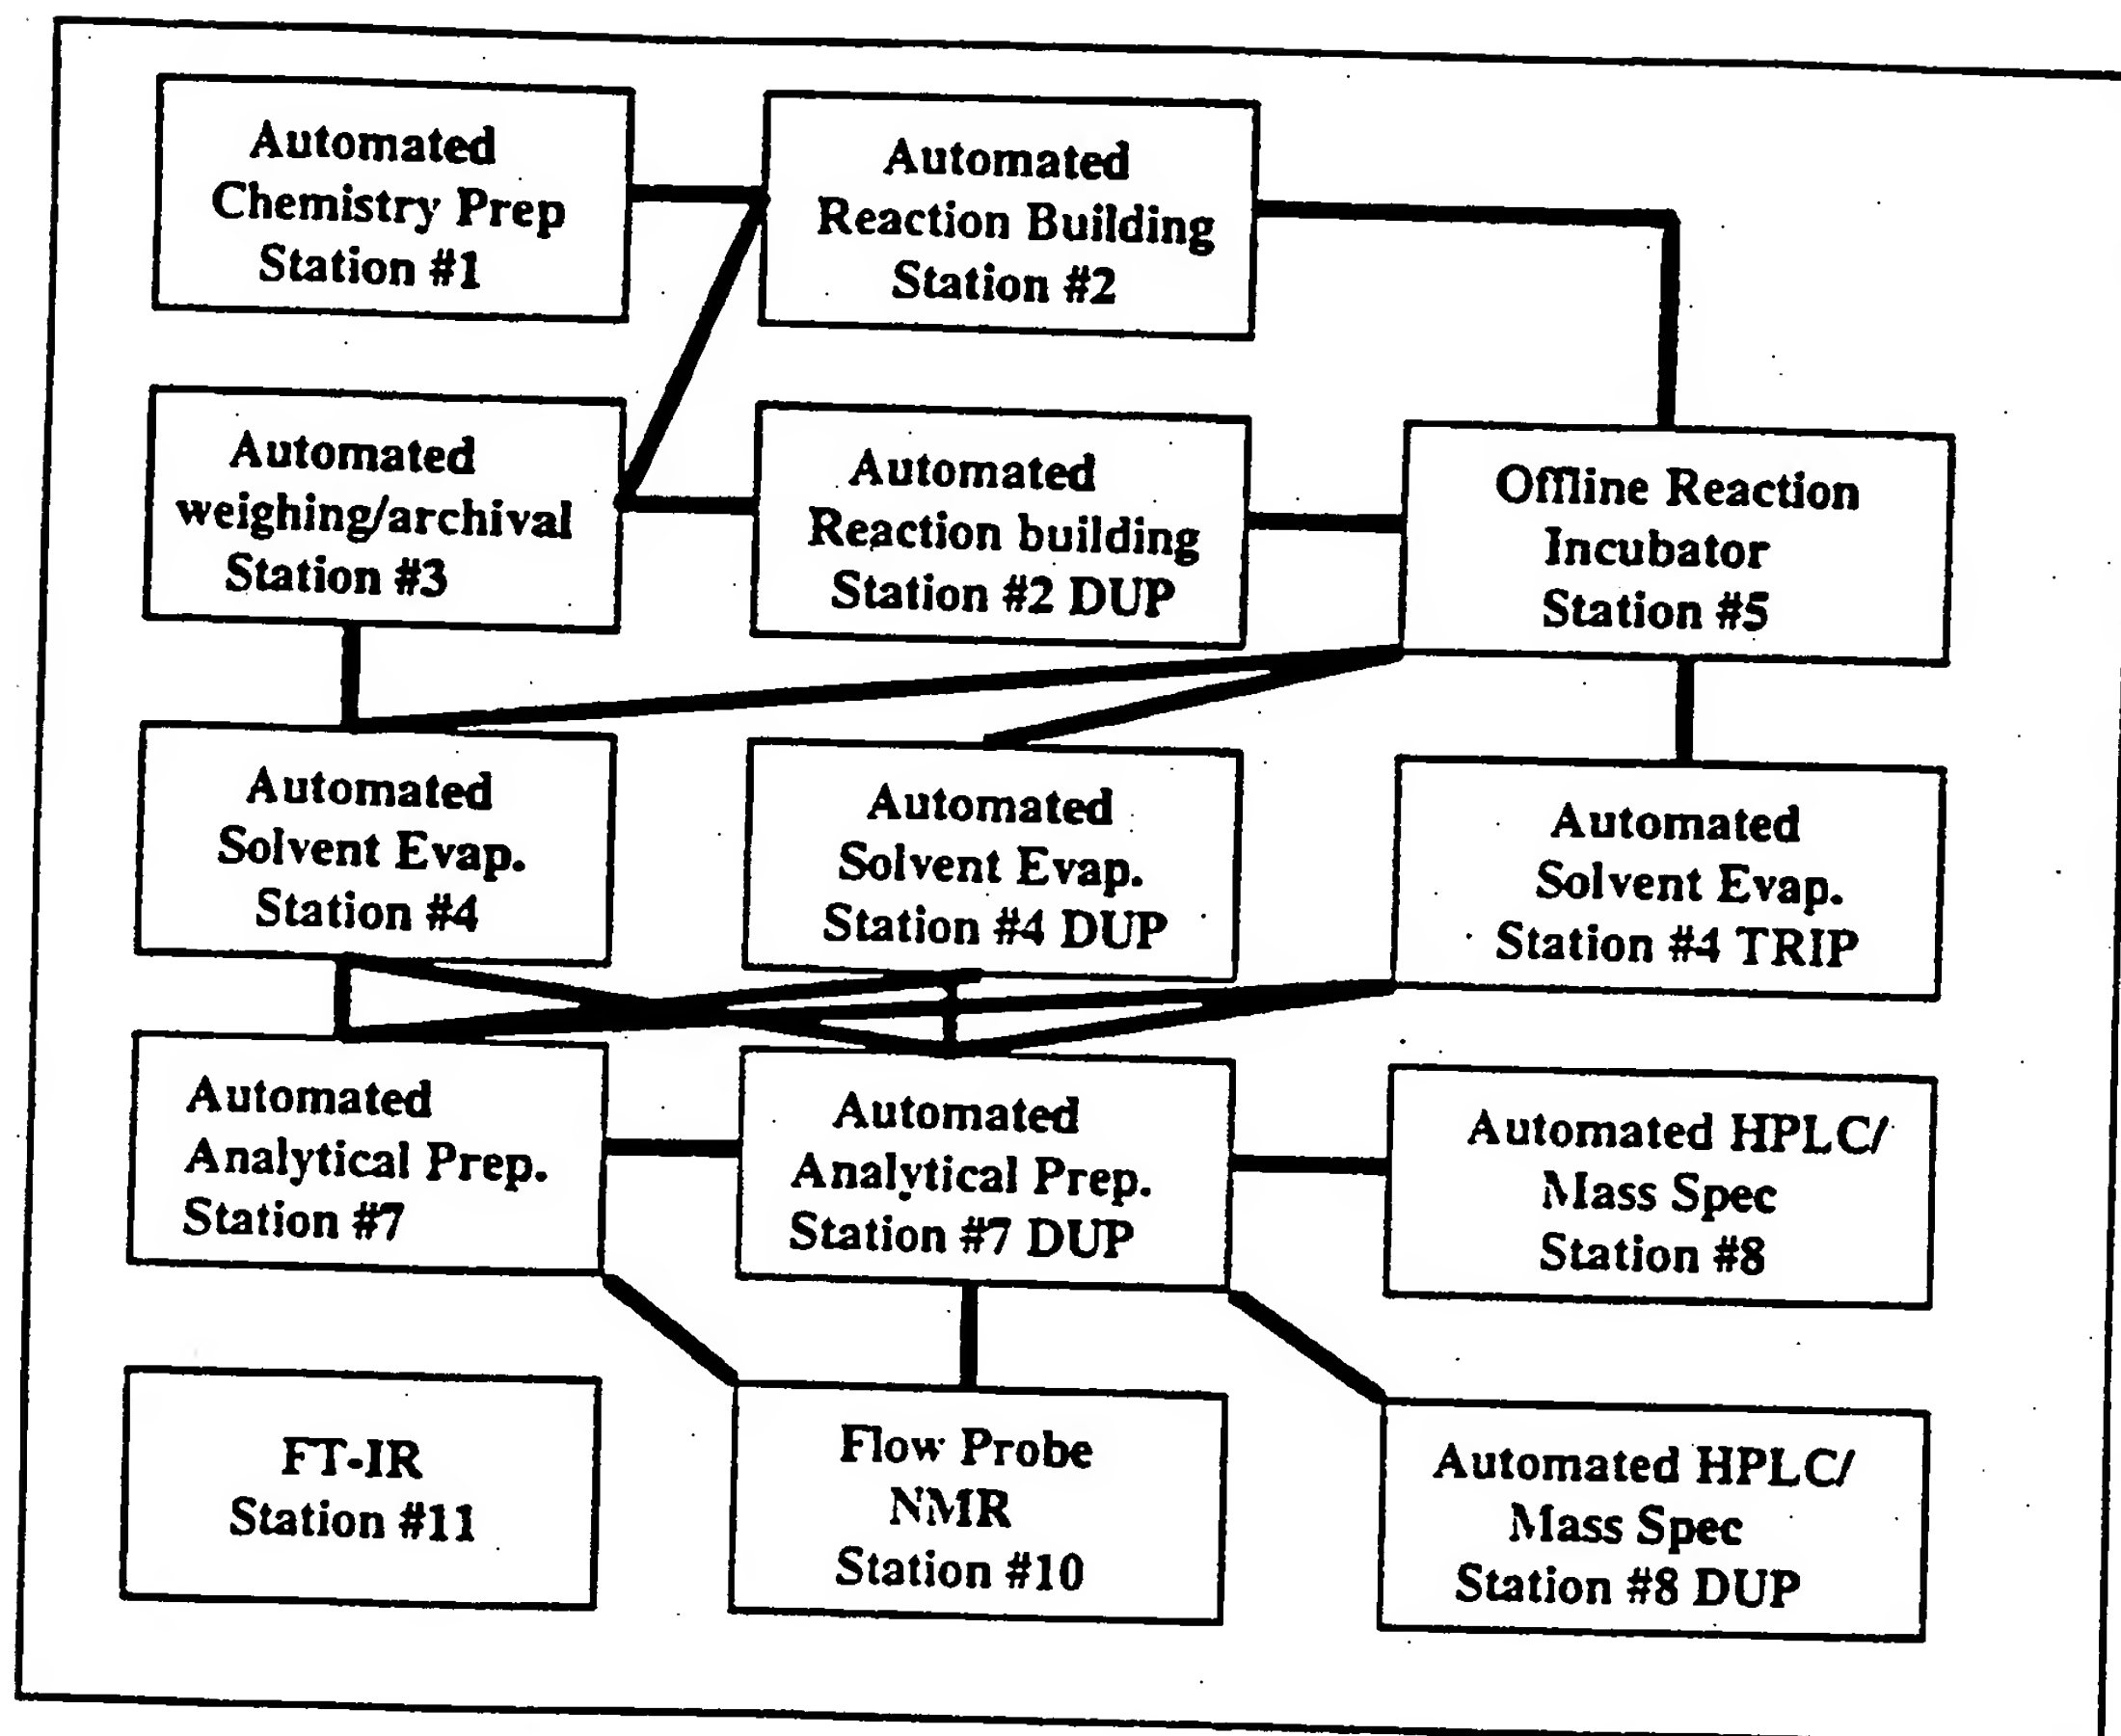 Automated
Chemistry Prep
Station #1
Automated
Reaction Building
Station #2
Automated
weighing/archival
Station #3
Automated
Reaction building
Station #2 DUP
Offline Reaction
Incubator
Station #5
Automated
Solvent Evap.
Station #4
Automated
Solvent Evap.
Station #4 DUP
Automated
Solvent Evap.
Station #4 TRIP
Automated
Analytical Prep.
Station #7
Automated
Analytical Prep.
Station #7 DUP
Automated HPLC/
Mass Spec
Station #8
FT-IR
Station #11
Flow Probe
NMR
Station #10
Automated HPLC/
Mass Spec
Station #8 DUP